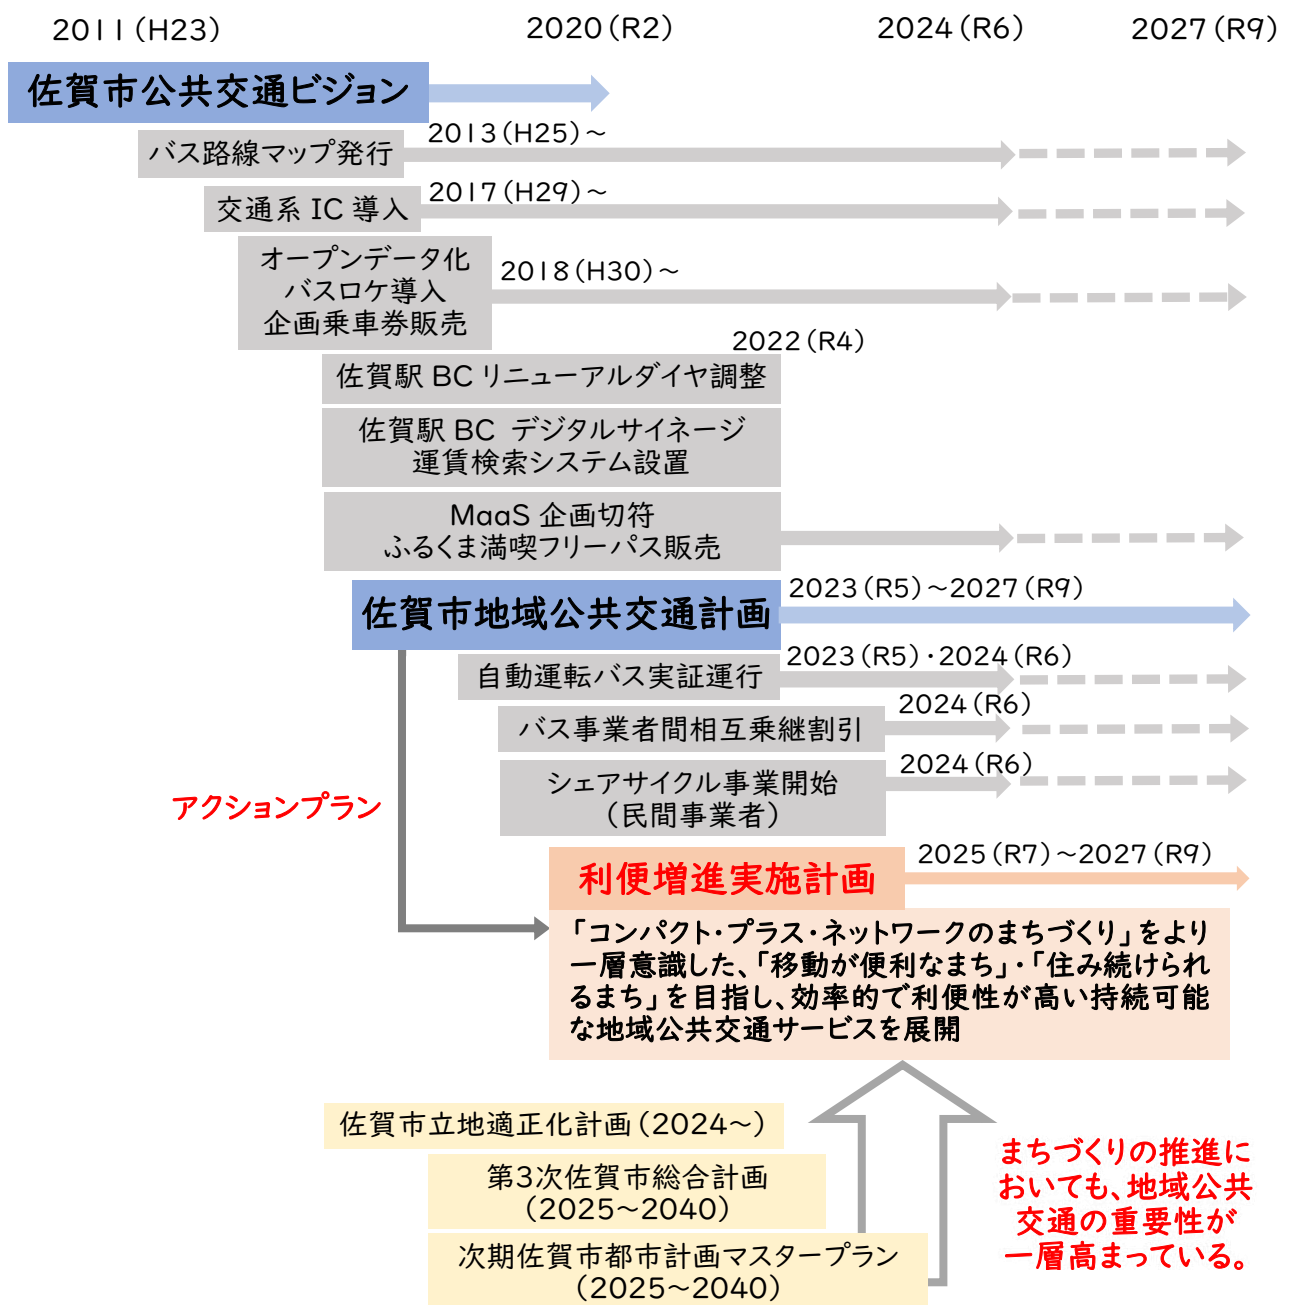 2011(H23)
2020(R2)
2024(R6)
2027(R9)
佐賀市公共交通ビジョン
バス路線マップ発行
2013(H25)～
交通系IC導入
2017(H29)～
オープンデータ化
バスロケ導入
企画乗車券販売
2018(H30)～
2022(R4)
佐賀駅BCリニューアルダイヤ調整
佐賀駅BC デジタルサイネージ
運賃検索システム設置
MaaS企画切符
ふるくま満喫フリーパス販売
佐賀市地域公共交通計画
2023(R5)～2027(R9)
自動運転バス実証運行
2023(R5)・2024(R6)
バス事業者間相互乗継割引
2024(R6)
シェアサイクル事業開始
(民間事業者)
2024(R6)
アクションプラン
利便増進実施計画
2025(R7)～2027(R9)
「コンパクト・プラス・ネットワークのまちづくり」をより
一層意識した、「移動が便利なまち」・「住み続けられ
るまち」を目指し、効率的で利便性が高い持続可能
な地域公共交通サービスを展開
佐賀市立地適正化計画(2024～)
第3次佐賀市総合計画
(2025～2040)
次期佐賀市都市計画マスタープラン
(2025～2040)
まちづくりの推進に
おいても、地域公共
交通の重要性が
一層高まっている。